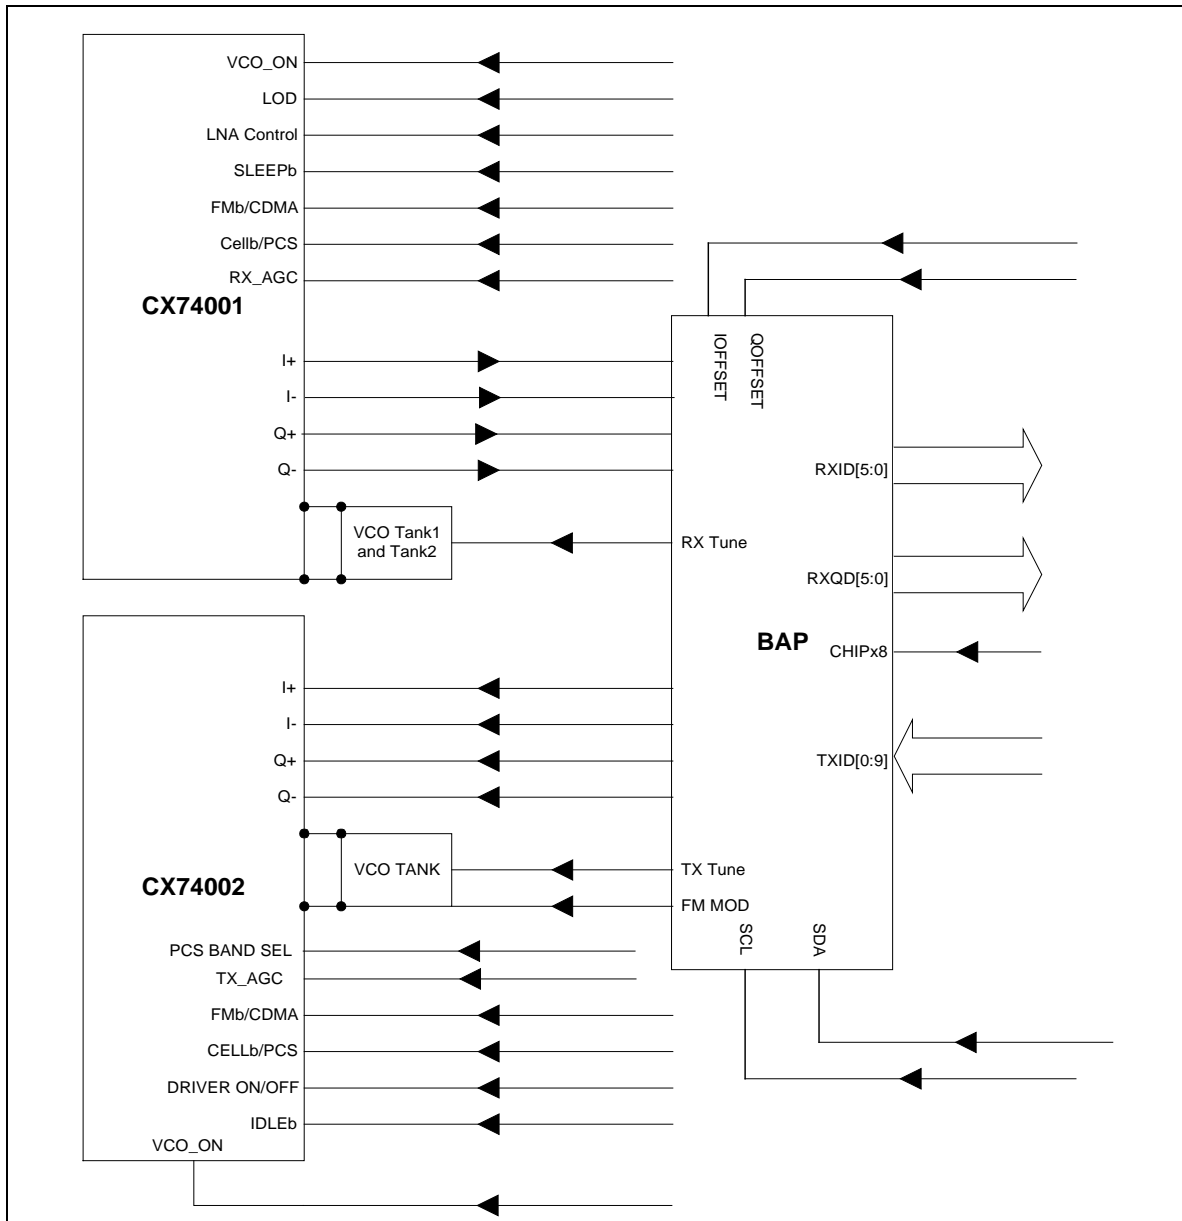 VCO_ON
LOD
LNA Control
SLEEPb
FMb/CDMA
Cellb/PCS
RX_AGC
CX74001
I+
I-
Q+
Q-
VCO Tank1
and Tank2
IOFFSET
QOFFSET
RXID[5:0]
RX Tune
RXQD[5:0]
BAP
CHIPx8
TXID[0:9]
TX Tune
FM MOD
SCL
SDA
I+
I-
Q+
Q-
VCO TANK
CX74002
PCS BAND SEL
TX_AGC
FMb/CDMA
CELLb/PCS
DRIVER ON/OFF
IDLEb
VCO_ON